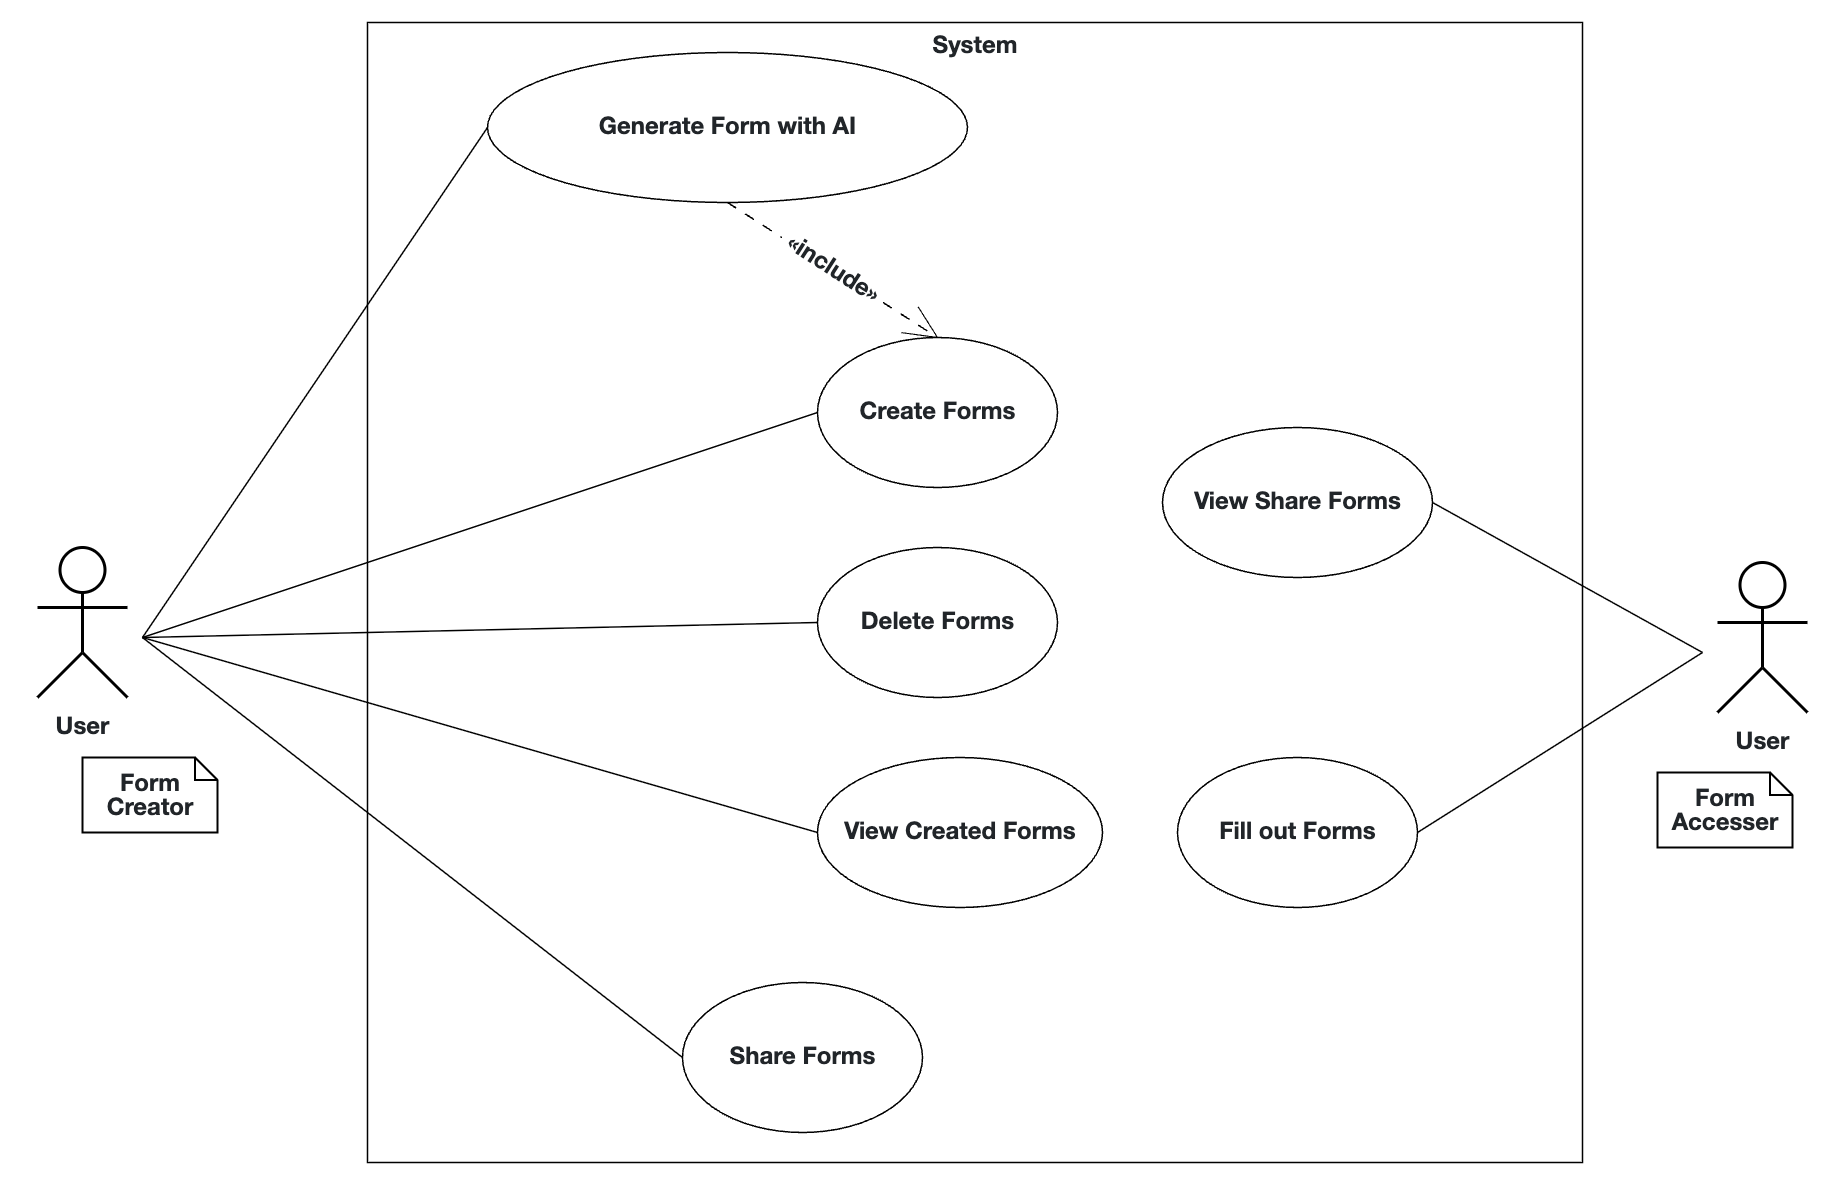 System
Generate Form with AI
«include»
Create Forms
View Share Forms
Delete Forms
User
Form
Creator
User
Form
Accesser
View Created Forms
Fill out Forms
Share Forms